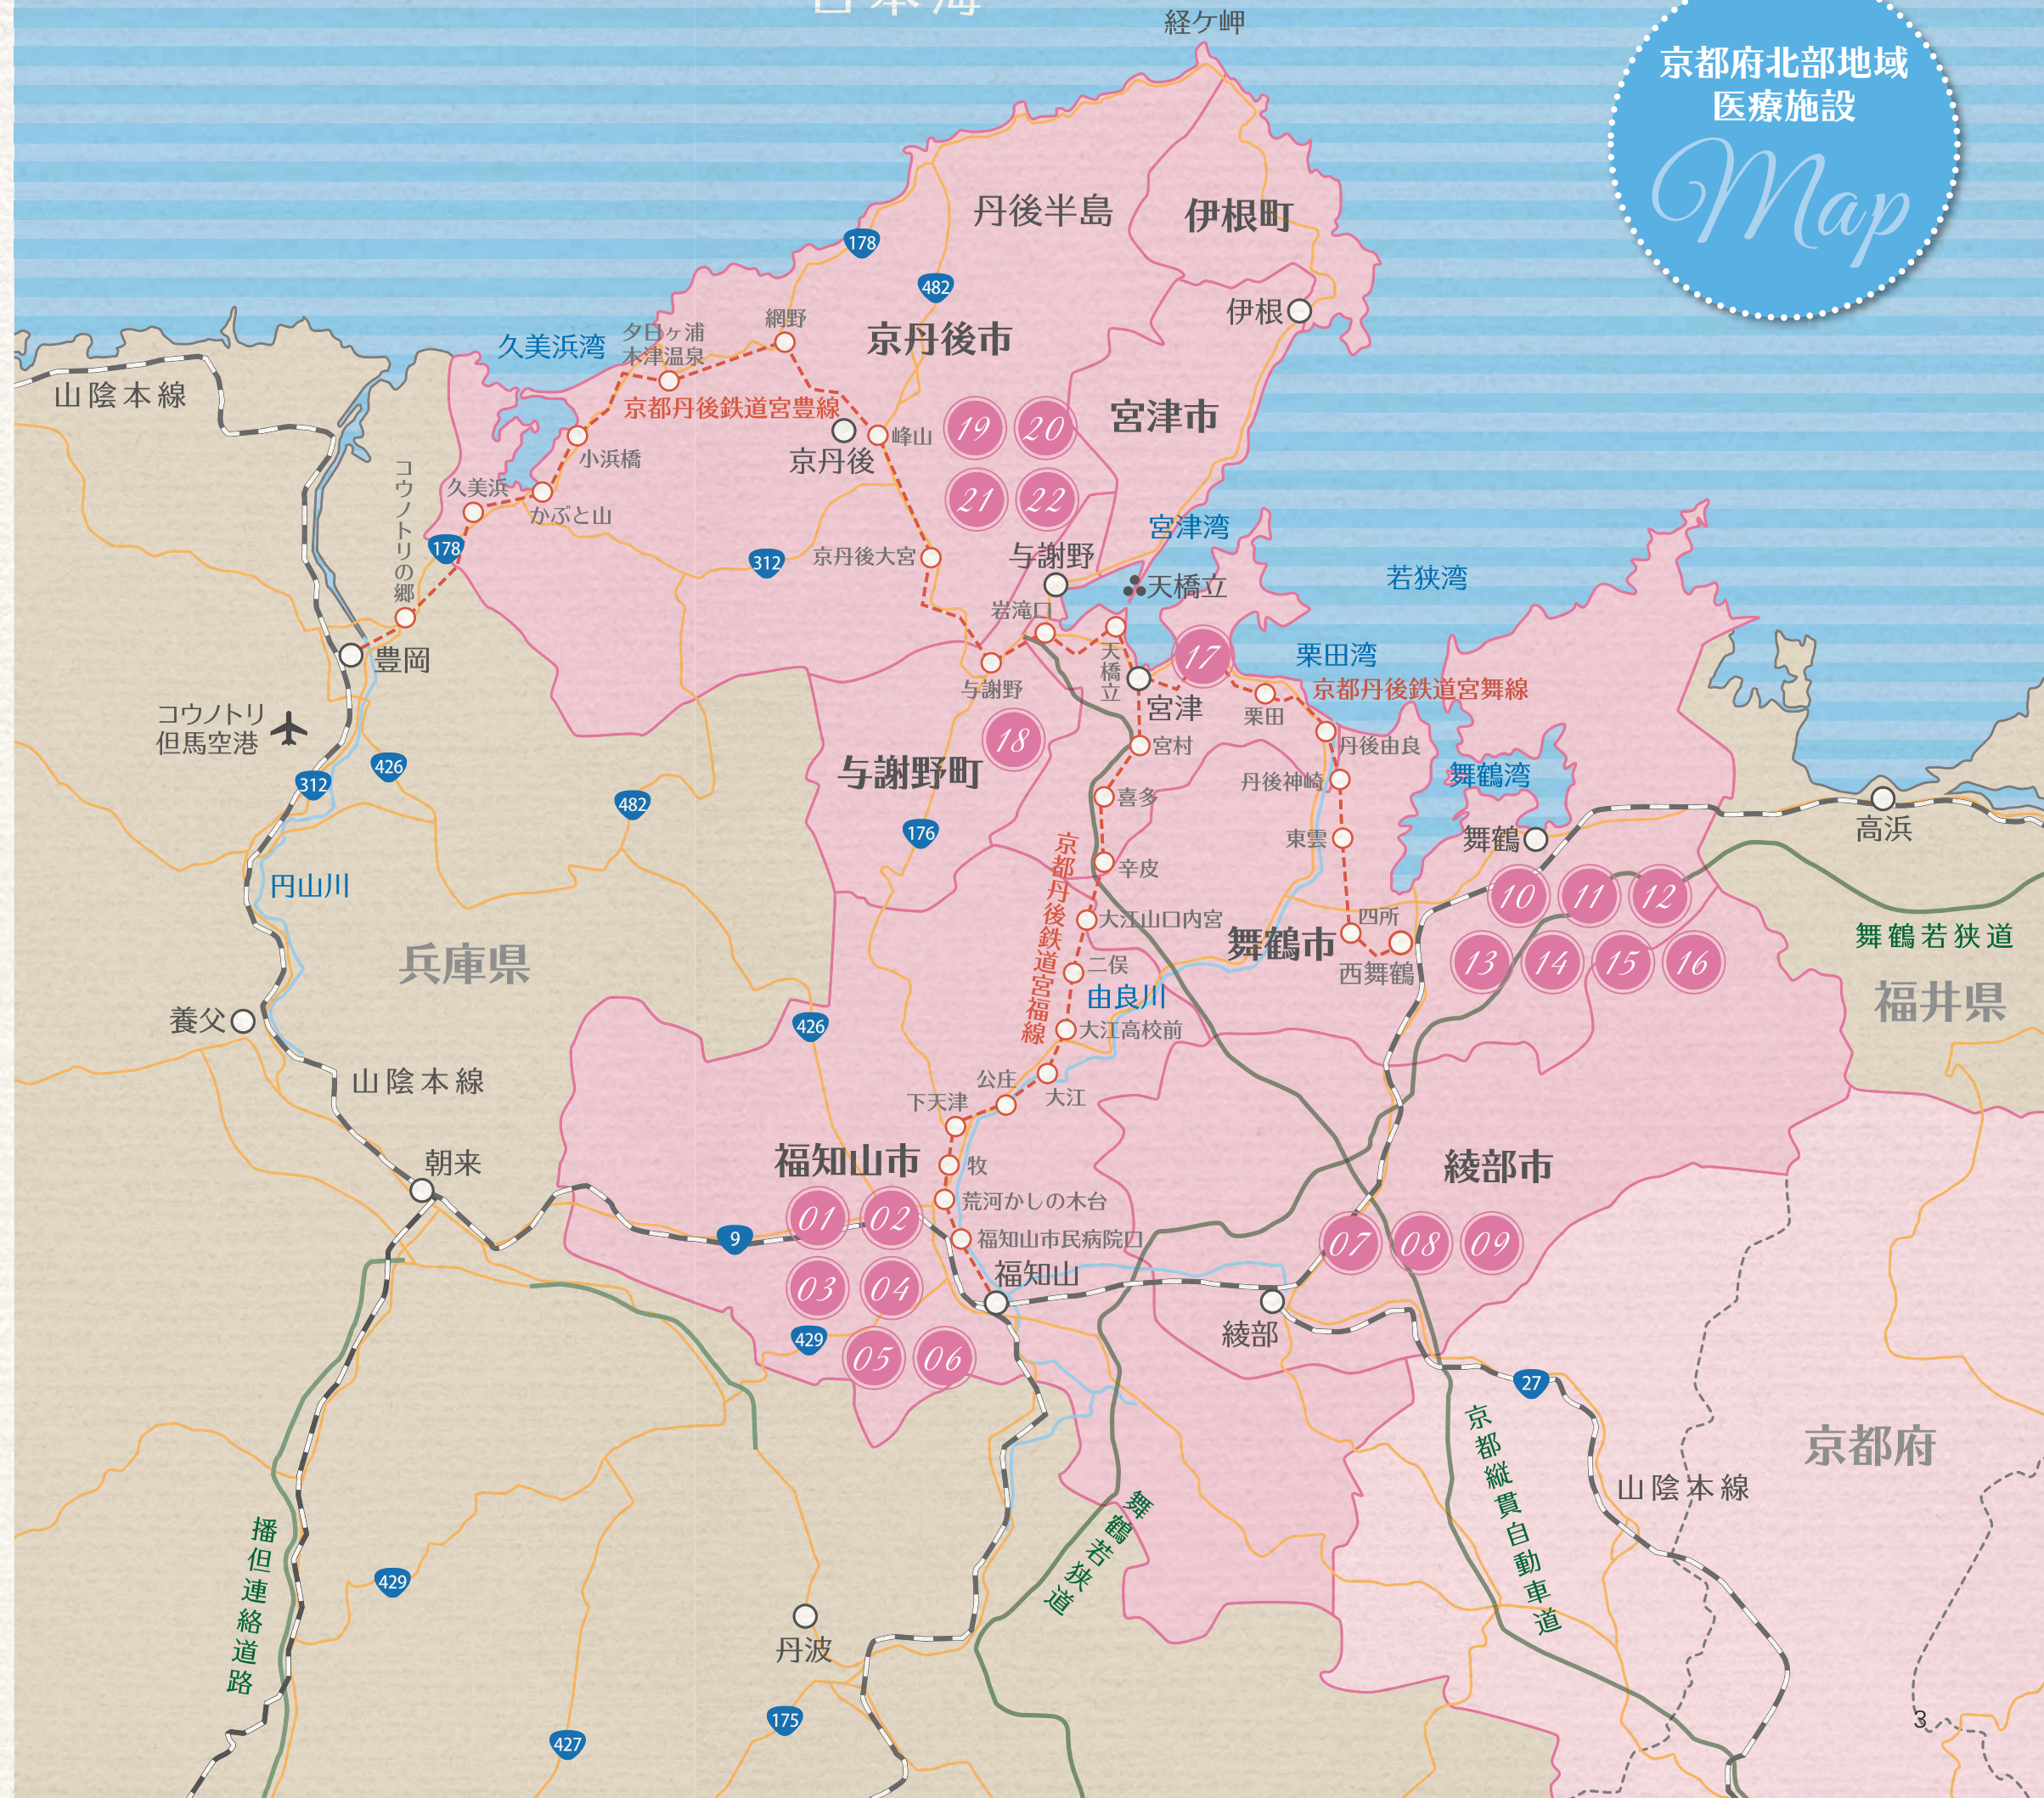 日本海
経ケ岬
京都府北部地域
医療施設
Map
丹後半島
伊根町
178
482
伊根
網野
夕日ヶ浦
木津温泉
久美浜湾
京丹後市
山陰本線
京都丹後鉄道宮豊線
宮津市
19
20
峰山
小浜橋
京丹後
コウノトリの郷
久美浜
かぶと山
21
22
宮津湾
178
312
京丹後大宮
与謝野
天橋立
若狭湾
岩滝口
豊岡
天橋立
17
栗田湾
与謝野
京都丹後鉄道宮舞線
宮津
栗田
コウノトリ
但馬空港
18
宮村
丹後由良
426
312
与謝野町
丹後神崎
舞鶴湾
482
喜多
176
東雲
舞鶴
高浜
京都丹後鉄道宮福線
辛皮
円山川
10
11
12
大江山口内宮
四所
舞鶴市
舞鶴若狭道
兵庫県
二俣
西舞鶴
13
14
15
16
由良川
福井県
養父
426
大江高校前
山陰本線
公庄
大江
下天津
朝来
福知山市
牧
綾部市
荒河かしの木台
01
02
9
福知山市民病院口
07
08
09
福知山
03
04
綾部
429
05
06
27
京都縦貫自動車道
京都府
山陰本線
舞鶴若狭道
播但連絡道路
429
丹波
175
427
3